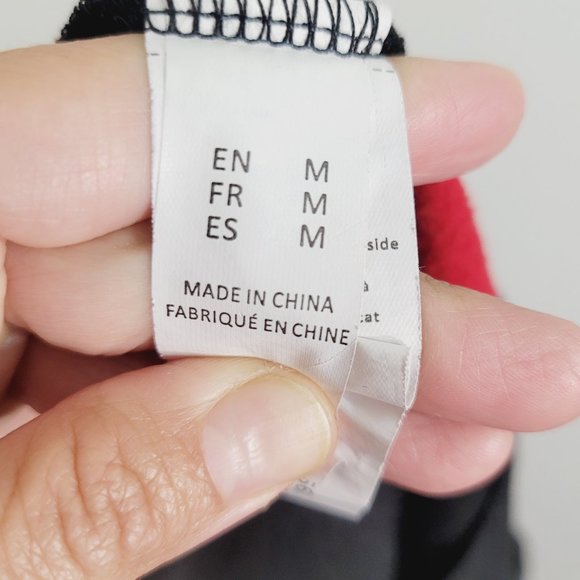 EN M
FR M
ES M
MADE IN CHINA
FABRIQUÉ EN CHINE
side